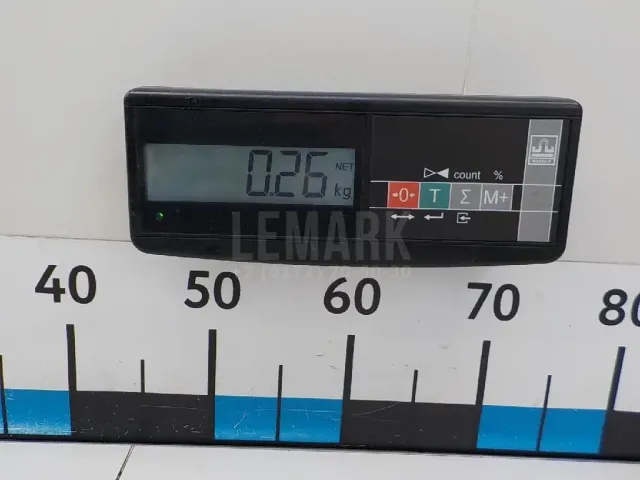 0.26 NET kg
count %
→0← T Σ M+
LEMARK
40 50 60 70 80